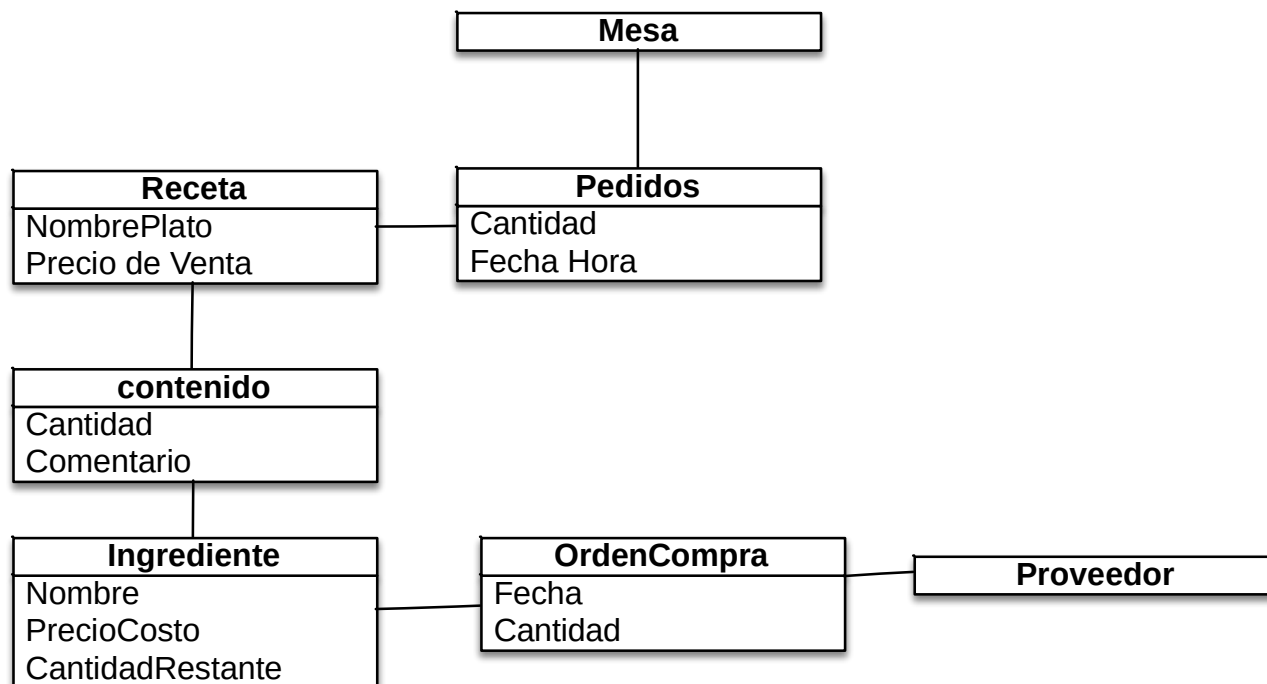 Mesa
Receta
NombrePlato
Precio de Venta
Pedidos
Cantidad
Fecha Hora
contenido
Cantidad
Comentario
Ingrediente
Nombre
PrecioCosto
CantidadRestante
OrdenCompra
Fecha
Cantidad
Proveedor